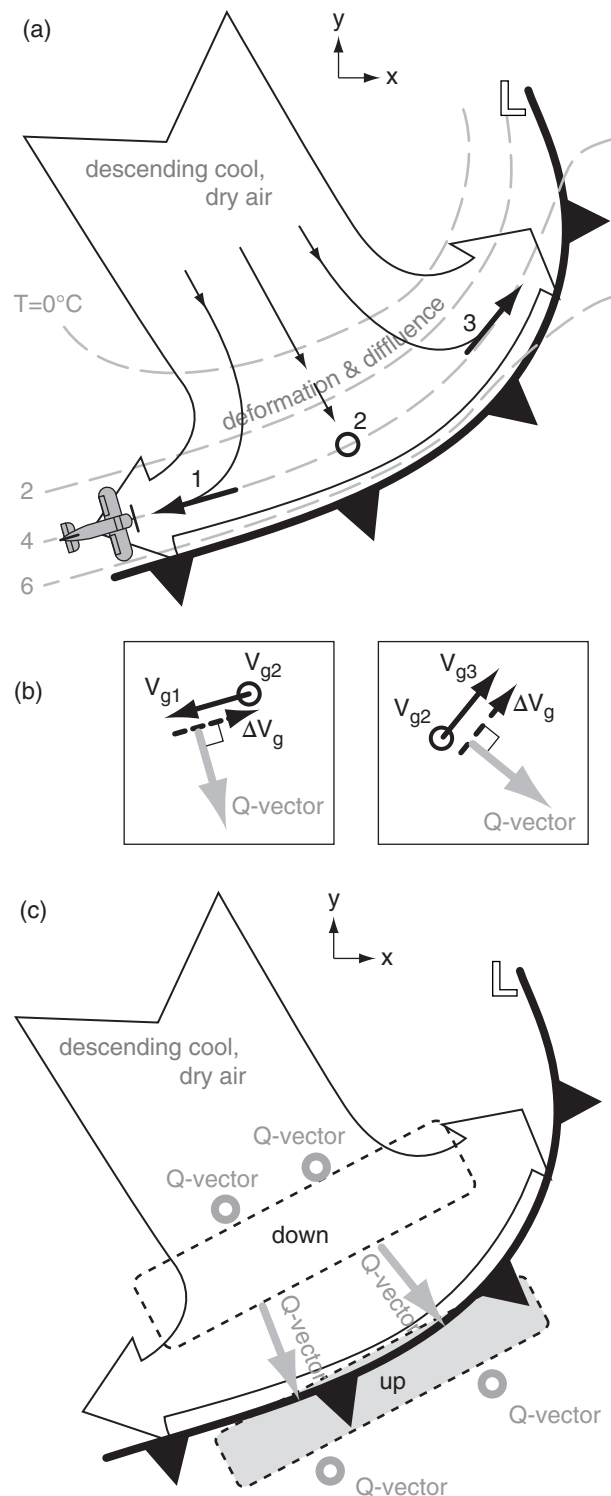 (a)
y
x
L
descending cool,
dry air
T=0°C
deformation & diffluence
3
2
1
2
4
6
(b)
Vg1
Vg2
ΔVg
Q-vector
Vg3
Vg2
ΔVg
Q-vector
(c)
y
x
L
descending cool,
dry air
Q-vector
Q-vector
down
Q-vector
Q-vector
up
Q-vector
Q-vector